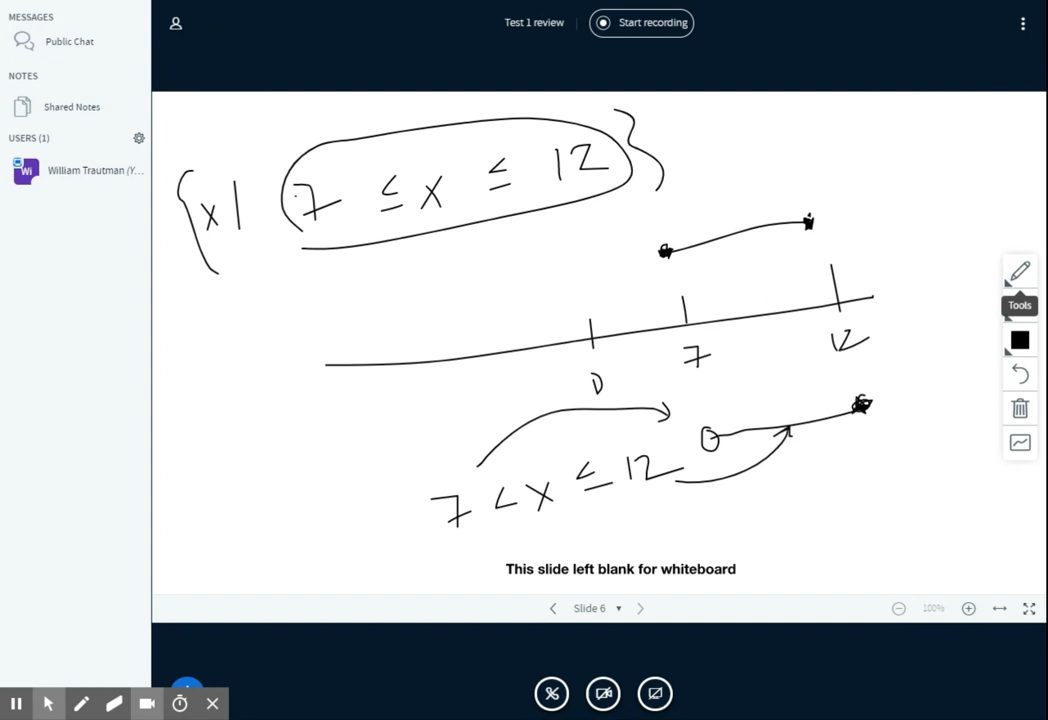 MESSAGES
Public Chat
NOTES
Shared Notes
USERS (1)
Wi
William Trautman (Y...
Test 1 review
Start recording
{x| 7 ≤ x ≤ 12}
0 7 12
7 < x ≤ 12
Tools
This slide left blank for whiteboard
Slide 6
100%